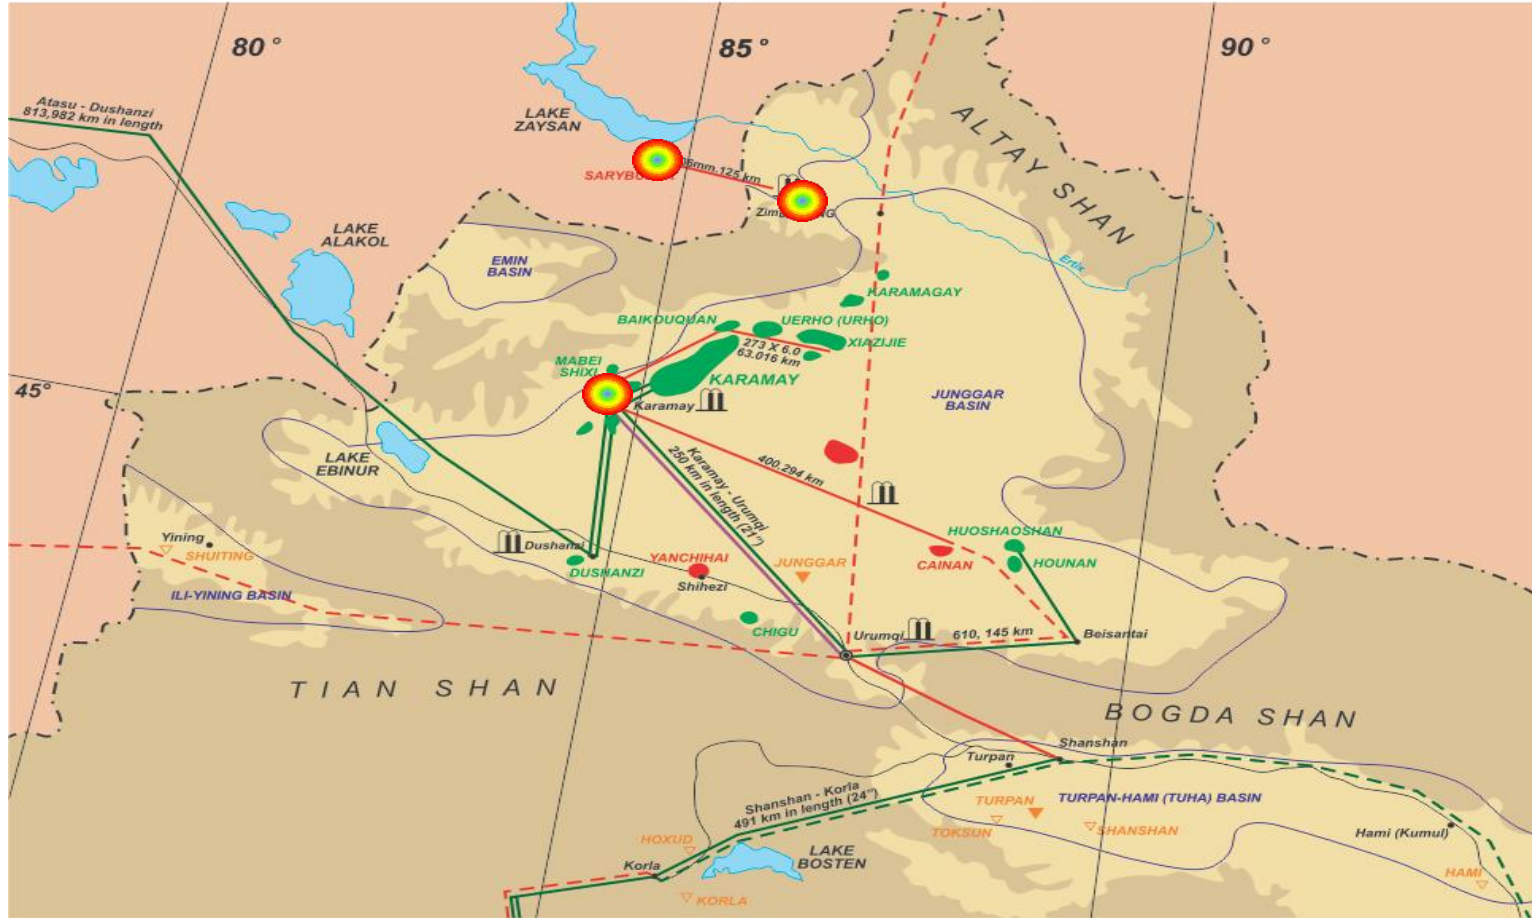 80°
85°
90°
Atasu - Dushanzi
813,982 km in length
LAKE
ZAYSAN
ALTAY SHAN
mm.125 km
LAKE
ALAKOL
EMIN
BASIN
Ertix
KARAMAGAY
BAIKOUQUAN
UERHO (URHO)
XIAZIJIE
273 X 6.0
63.016 km
MABEI
SHIXI
KARAMAY
45°
Karamay
JUNGGAR
BASIN
LAKE
EBINUR
Karamay - Urumqi
250 km in length (21")
400.294 km
HUOSHAOSHAN
HOUNAN
CAINAN
Yining
SHUITING
Dushanzi
DUSHANZI
YANCHIHAI
Shihezi
JUNGGAR
ILI-YINING BASIN
CHIGU
Urumqi
610, 145 km
Beisantai
TIAN SHAN
BOGDA SHAN
Shanshan
Turpan
Shanshan - Korla
491 km in length (24")
TURPAN
TURPAN-HAMI (TUHA) BASIN
TOKSUN
SHANSHAN
Hami (Kumul)
HOXUD
LAKE
BOSTEN
Korla
HAMI
KORLA